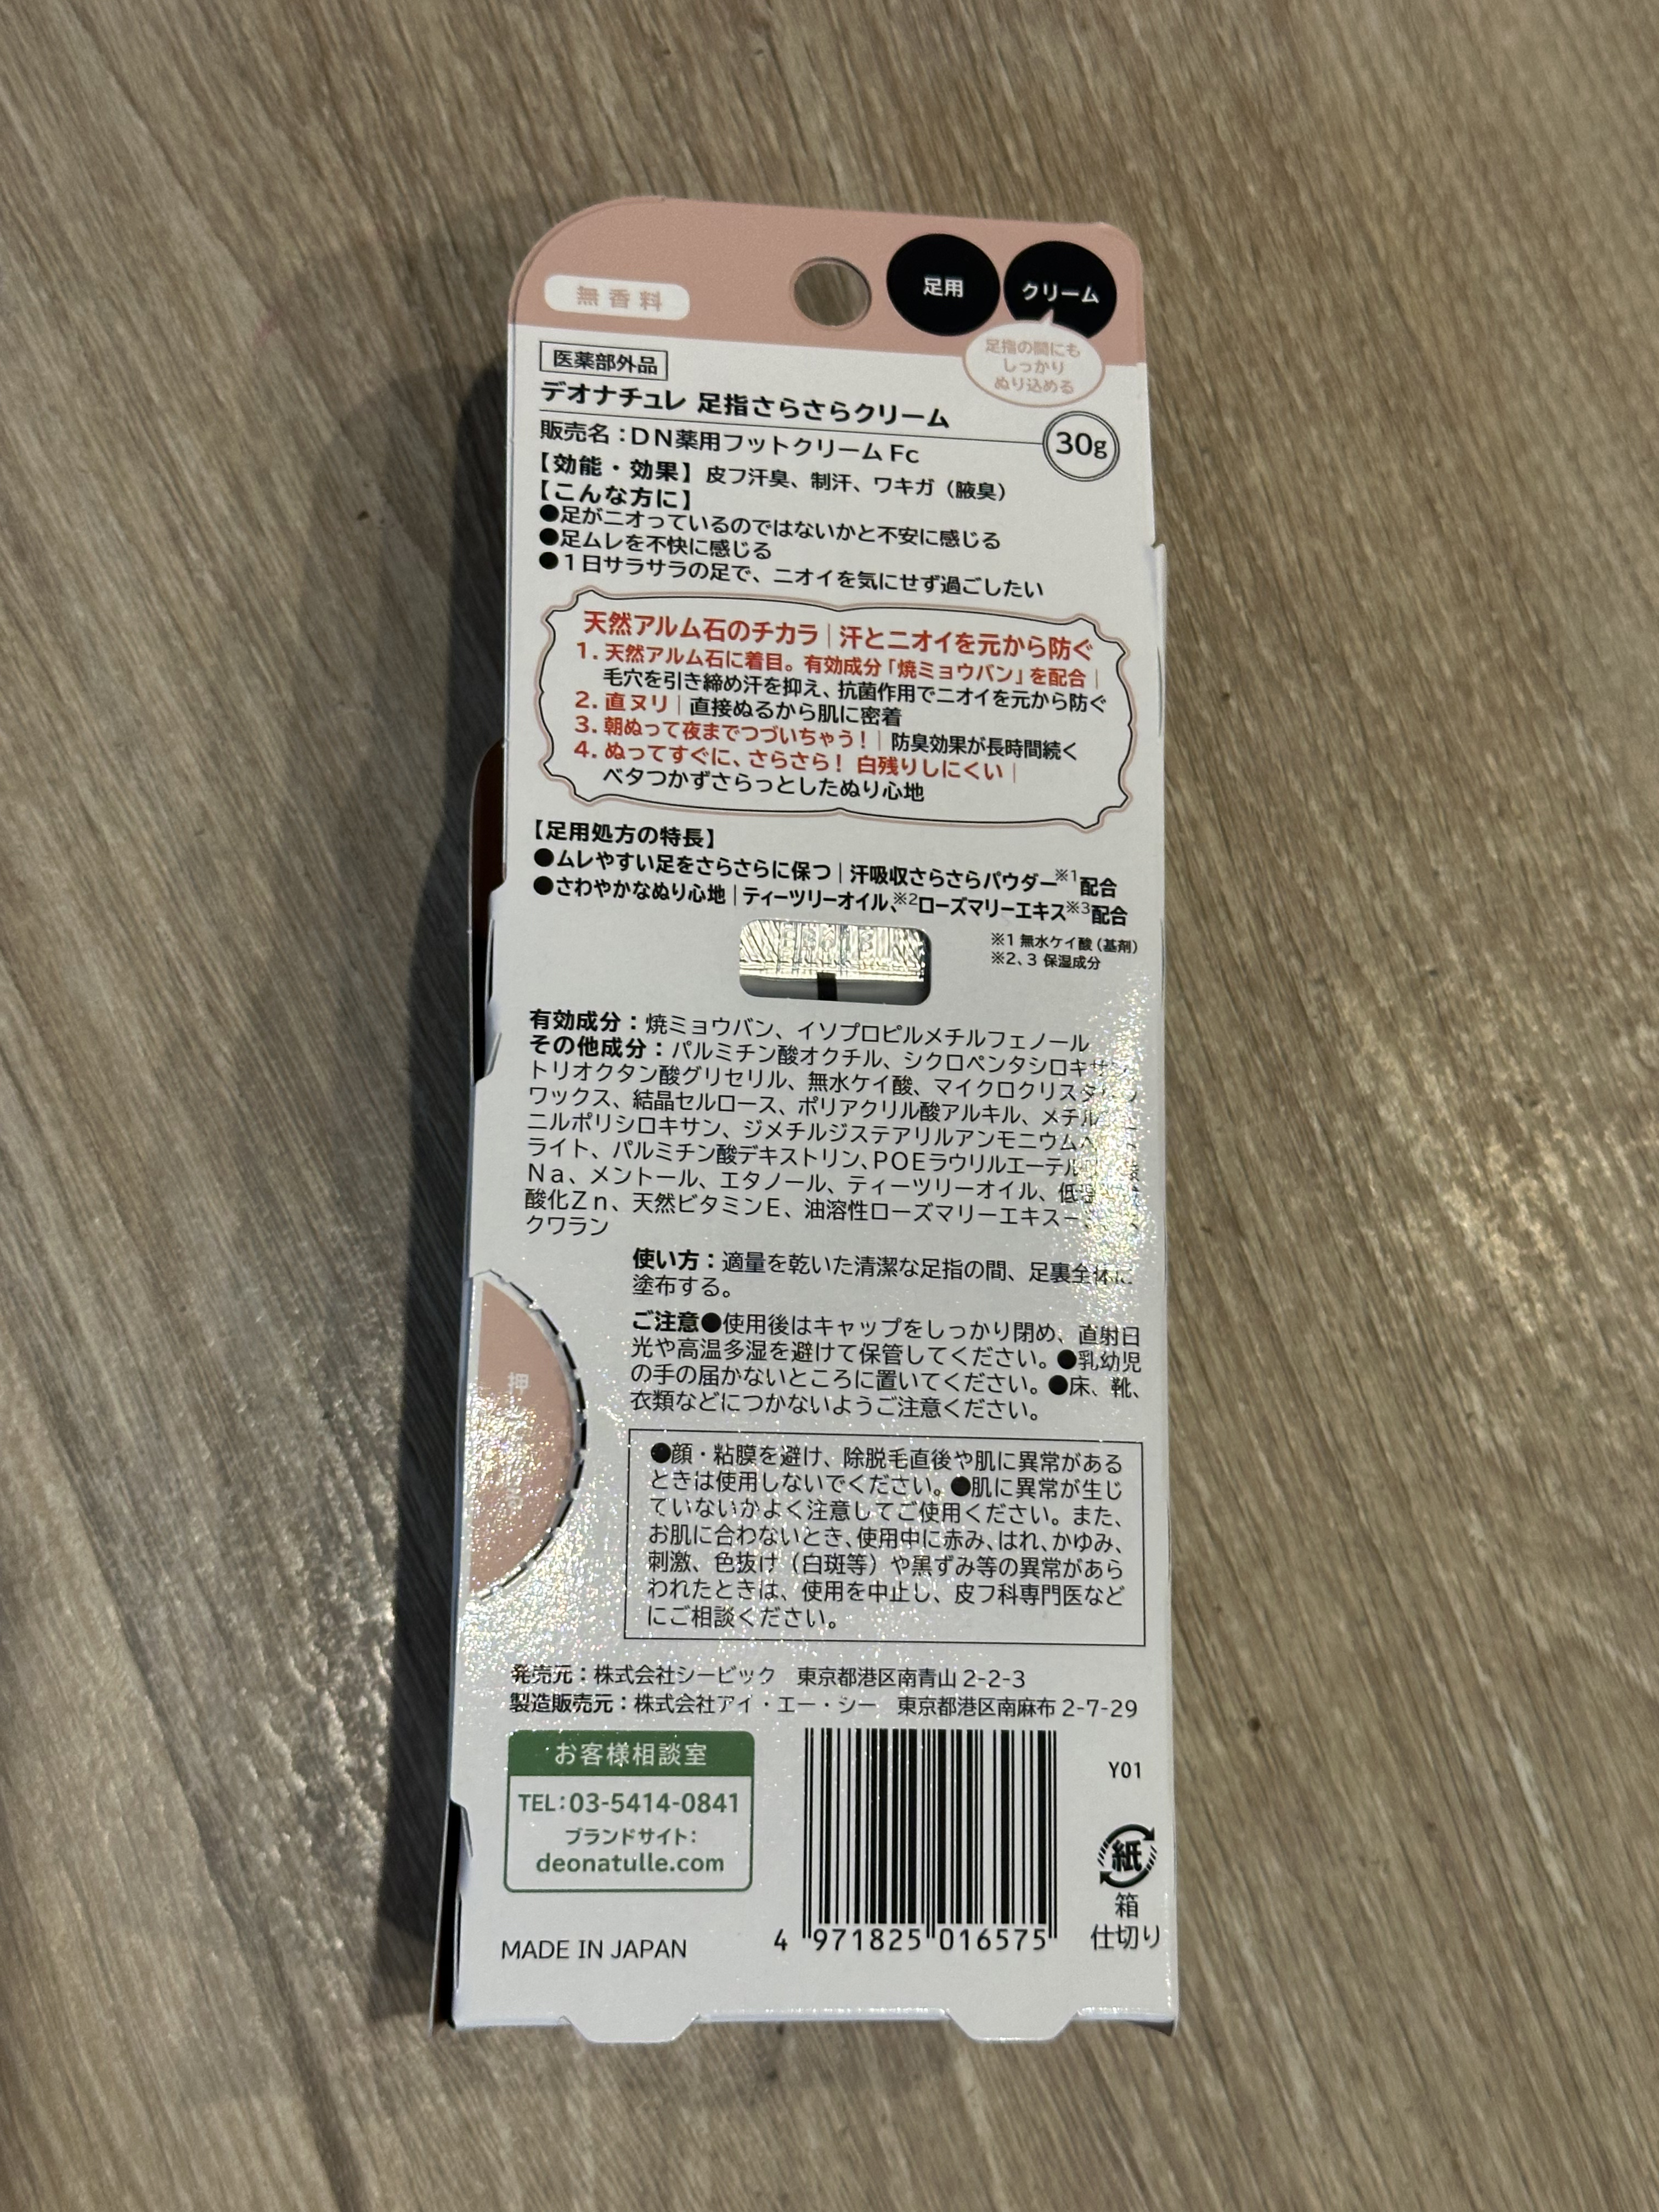 無香料
足用
クリーム
足指の間にも
しっかり
ぬり込める
医薬部外品
デオナチュレ 足指さらさらクリーム
30g
販売名：DN薬用フットクリーム Fc
【効能・効果】皮フ汗臭、制汗、ワキガ（腋臭）
【こんな方に】
●足がニオっているのではないかと不安に感じる
●足ムレを不快に感じる
●1日サラサラの足で、ニオイを気にせず過ごしたい
天然アルム石のチカラ｜汗とニオイを元から防ぐ
1. 天然アルム石に着目。有効成分「焼ミョウバン」を配合｜
毛穴を引き締め汗を抑え、抗菌作用でニオイを元から防ぐ
2. 直ヌリ｜直接ぬるから肌に密着
3. 朝ぬって夜までつづいちゃう！｜防臭効果が長時間続く
4. ぬってすぐに、さらさら！ 白残りしにくい｜
ベタつかずさらっとしたぬり心地
【足用処方の特長】
●ムレやすい足をさらさらに保つ｜汗吸収さらさらパウダー※1配合
●さわやかなぬり心地｜ティーツリーオイル、※2ローズマリーエキス※3配合
※1 無水ケイ酸（基剤）
※2、3 保湿成分
有効成分：焼ミョウバン、イソプロピルメチルフェノール
その他成分：パルミチン酸オクチル、シクロペンタシロキサン、
トリオクタン酸グリセリル、無水ケイ酸、マイクロクリスタ
ワックス、結晶セルロース、ポリアクリル酸アルキル、メチル
ニルポリシロキサン、ジメチルジステアリルアンモニウムヘ
ライト、パルミチン酸デキストリン、POEラウリルエーテル
Na、メントール、エタノール、ティーツリーオイル、低温
酸化Zn、天然ビタミンE、油溶性ローズマリーエキス
クワラン
使い方：適量を乾いた清潔な足指の間、足裏全体に
塗布する。
ご注意●使用後はキャップをしっかり閉め、直射日
光や高温多湿を避けて保管してください。●乳幼児
の手の届かないところに置いてください。●床、靴、
衣類などにつかないようご注意ください。
押
●顔・粘膜を避け、除脱毛直後や肌に異常がある
ときは使用しないでください。●肌に異常が生じ
ていないかよく注意してご使用ください。また、
お肌に合わないとき、使用中に赤み、はれ、かゆみ、
刺激、色抜け（白斑等）や黒ずみ等の異常があら
われたときは、使用を中止し、皮フ科専門医など
にご相談ください。
発売元：株式会社シービック 東京都港区南青山 2-2-3
製造販売元：株式会社アイ・エー・シー 東京都港区南麻布 2-7-29
お客様相談室
TEL：03-5414-0841
ブランドサイト：
deonatulle.com
MADE IN JAPAN
4 971825 016575
Y01
紙
箱
仕切り